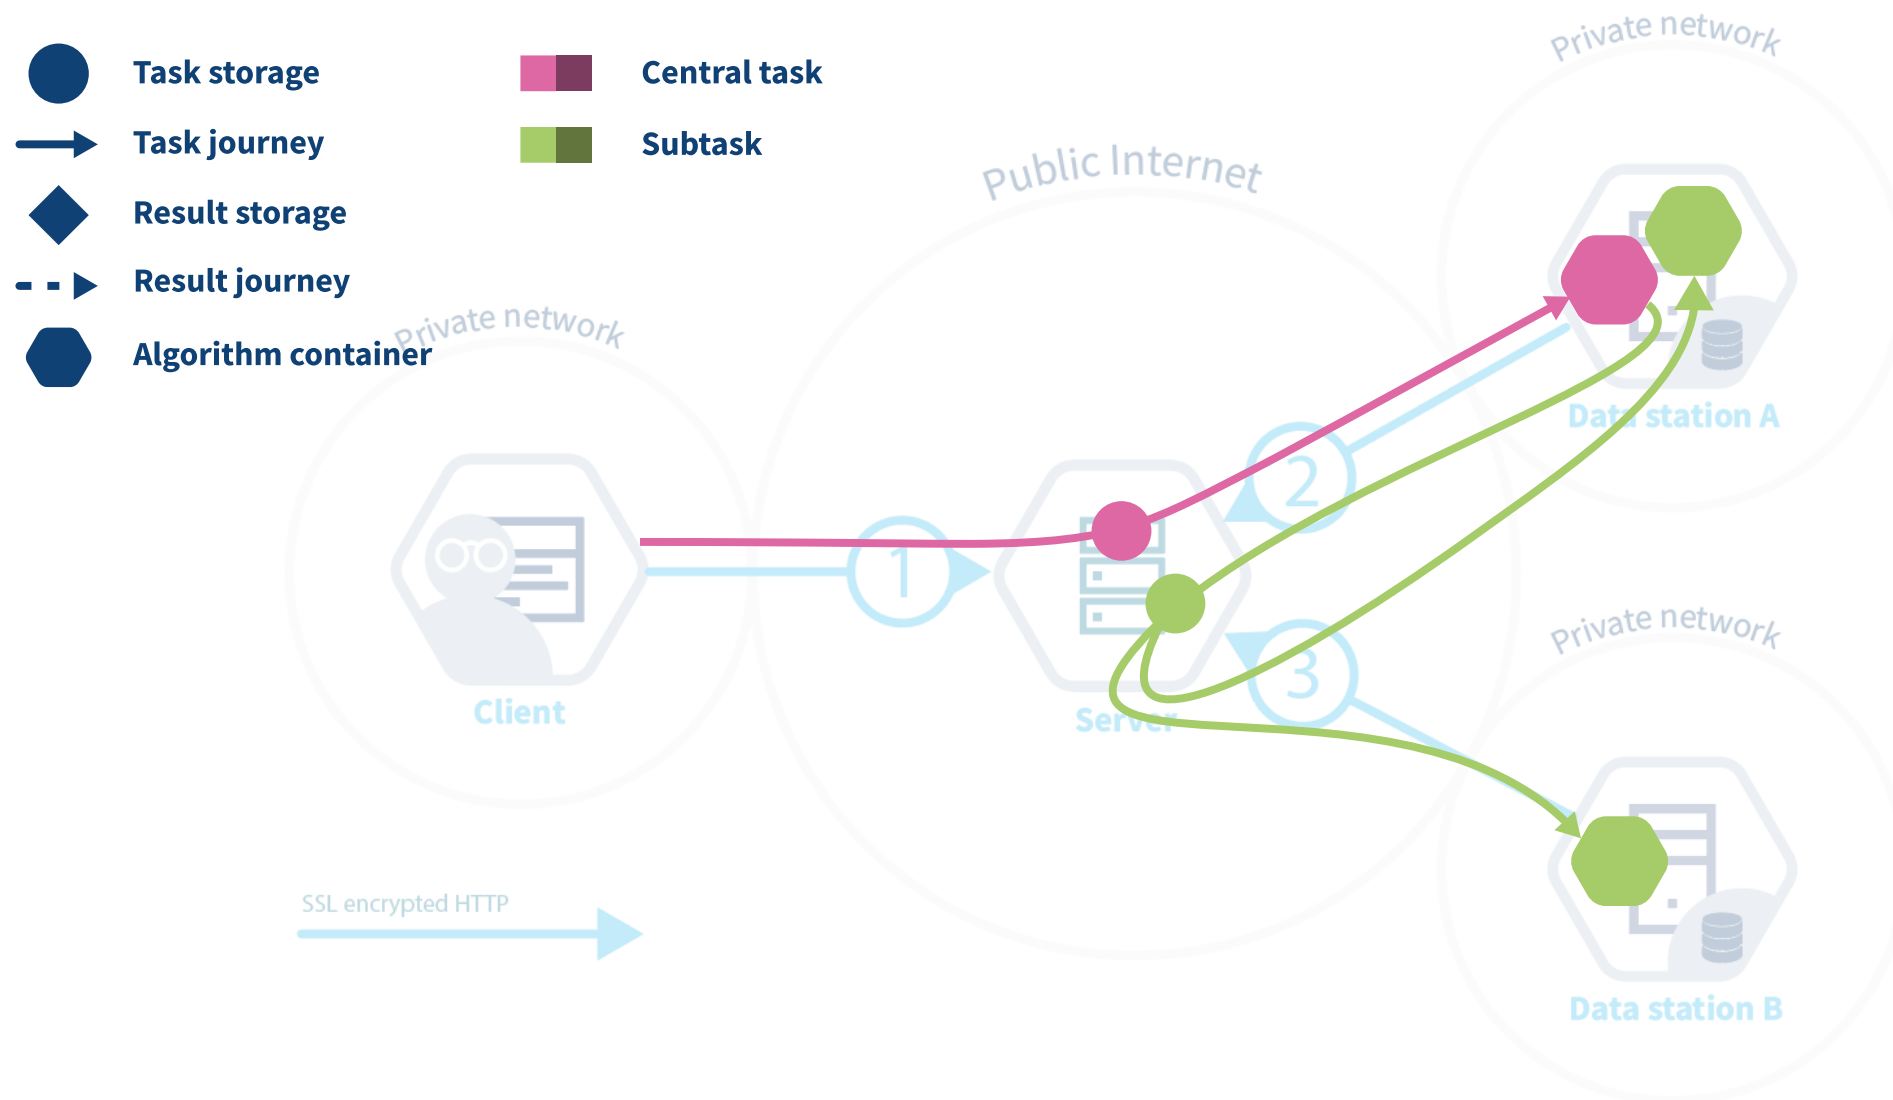 Task storage
Task journey
Result storage
Result journey
Algorithm container
Central task
Subtask
Private network
Public Internet
Private network
1
2
3
Data station A
Client
Server
Private network
SSL encrypted HTTP
Data station B